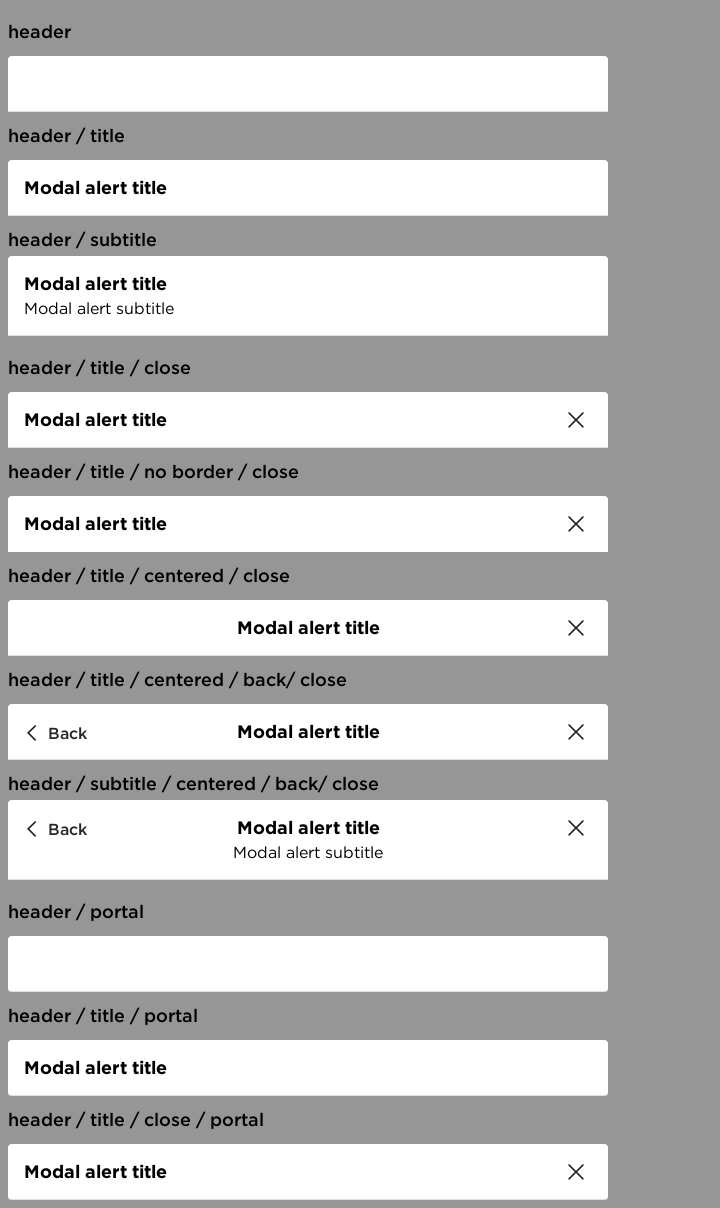 header
header / title
Modal alert title
header / subtitle
Modal alert title
Modal alert subtitle
header / title / close
Modal alert title
header / title / no border / close
Modal alert title
header / title / centered / close
Modal alert title
header / title / centered / back/ close
Back Modal alert title
header / subtitle / centered / back/ close
Back Modal alert title
Modal alert subtitle
header / portal
header / title / portal
Modal alert title
header / title / close / portal
Modal alert title